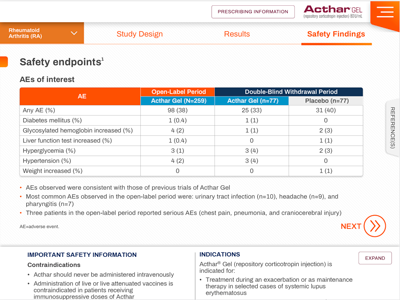 PRESCRIBING INFORMATION
Acthar GEL
(repository corticotropin injection) 80 U/mL
Rheumatoid
Arthritis (RA)
Study Design
Results
Safety Findings
Safety endpoints¹
AEs of interest
AE
Open-Label Period
Double-Blind Withdrawal Period
Acthar Gel (N=259)
Acthar Gel (n=77)
Placebo (n=77)
Any AE (%) 98 (38) 25 (33) 31 (40)
Diabetes mellitus (%) 1 (0.4) 1 (1) 0
Glycosylated hemoglobin increased (%) 4 (2) 1 (1) 2 (3)
Liver function test increased (%) 1 (0.4) 0 1 (1)
Hyperglycemia (%) 3 (1) 3 (4) 2 (3)
Hypertension (%) 4 (2) 3 (4) 0
Weight increased (%) 0 1 (1) 1 (1)
• AEs observed were consistent with those of previous trials of Acthar Gel
• Most common AEs observed in the open-label period were: urinary tract infection (n=10), headache (n=9), and
pharyngitis (n=7)
• Three patients in the open-label period reported serious AEs (chest pain, pneumonia, and craniocerebral injury)
AE=adverse event.
NEXT
REFERENCE(S)
IMPORTANT SAFETY INFORMATION
Contraindications
• Acthar should never be administered intravenously
• Administration of live or live attenuated vaccines is
contraindicated in patients receiving
immunosuppressive doses of Acthar
INDICATIONS
EXPAND
Acthar® Gel (repository corticotropin injection) is
indicated for:
• Treatment during an exacerbation or as maintenance
therapy in selected cases of systemic lupus
erythematosus